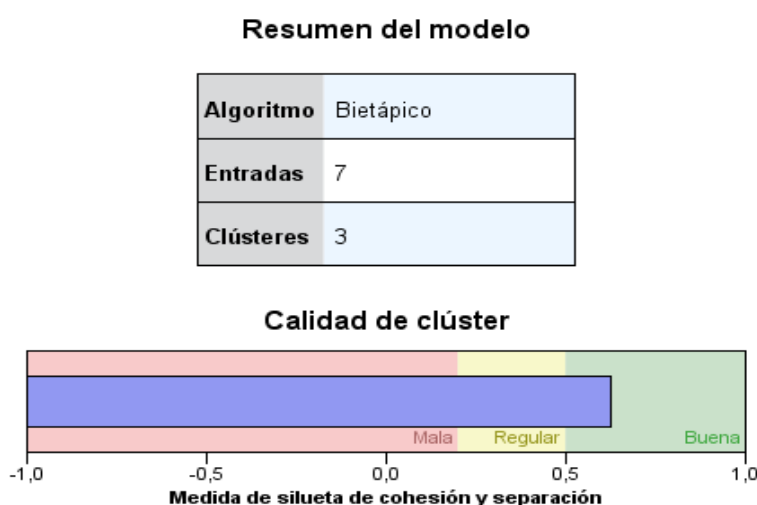 Resumen del modelo
Algoritmo Bietápico
Entradas 7
Clústeres 3
Calidad de clúster
Mala Regular Buena
-1,0 -0,5 0,0 0,5 1,0
Medida de silueta de cohesión y separación